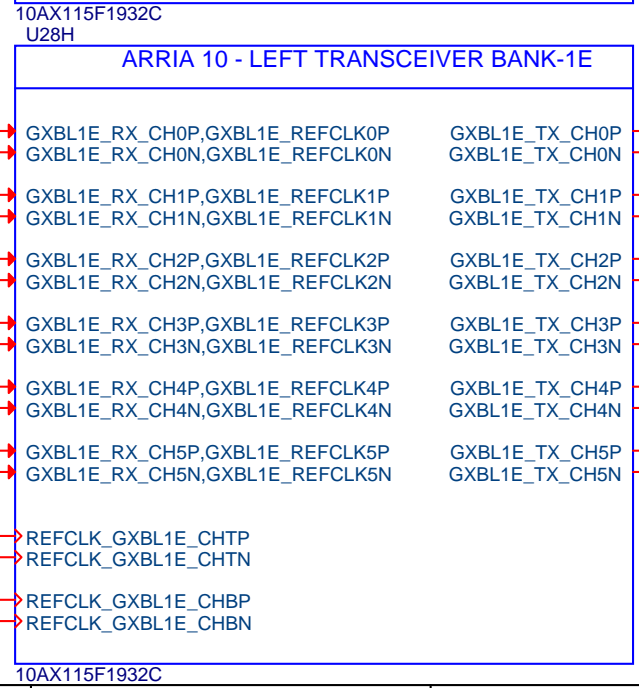 10AX115F1932C
U28H
ARRIA 10 - LEFT TRANSCEIVER BANK-1E
GXBL1E_RX_CH0P,GXBL1E_REFCLK0P GXBL1E_TX_CH0P
GXBL1E_RX_CH0N,GXBL1E_REFCLK0N GXBL1E_TX_CH0N
GXBL1E_RX_CH1P,GXBL1E_REFCLK1P GXBL1E_TX_CH1P
GXBL1E_RX_CH1N,GXBL1E_REFCLK1N GXBL1E_TX_CH1N
GXBL1E_RX_CH2P,GXBL1E_REFCLK2P GXBL1E_TX_CH2P
GXBL1E_RX_CH2N,GXBL1E_REFCLK2N GXBL1E_TX_CH2N
GXBL1E_RX_CH3P,GXBL1E_REFCLK3P GXBL1E_TX_CH3P
GXBL1E_RX_CH3N,GXBL1E_REFCLK3N GXBL1E_TX_CH3N
GXBL1E_RX_CH4P,GXBL1E_REFCLK4P GXBL1E_TX_CH4P
GXBL1E_RX_CH4N,GXBL1E_REFCLK4N GXBL1E_TX_CH4N
GXBL1E_RX_CH5P,GXBL1E_REFCLK5P GXBL1E_TX_CH5P
GXBL1E_RX_CH5N,GXBL1E_REFCLK5N GXBL1E_TX_CH5N
REFCLK_GXBL1E_CHTP
REFCLK_GXBL1E_CHTN
REFCLK_GXBL1E_CHBP
REFCLK_GXBL1E_CHBN
10AX115F1932C